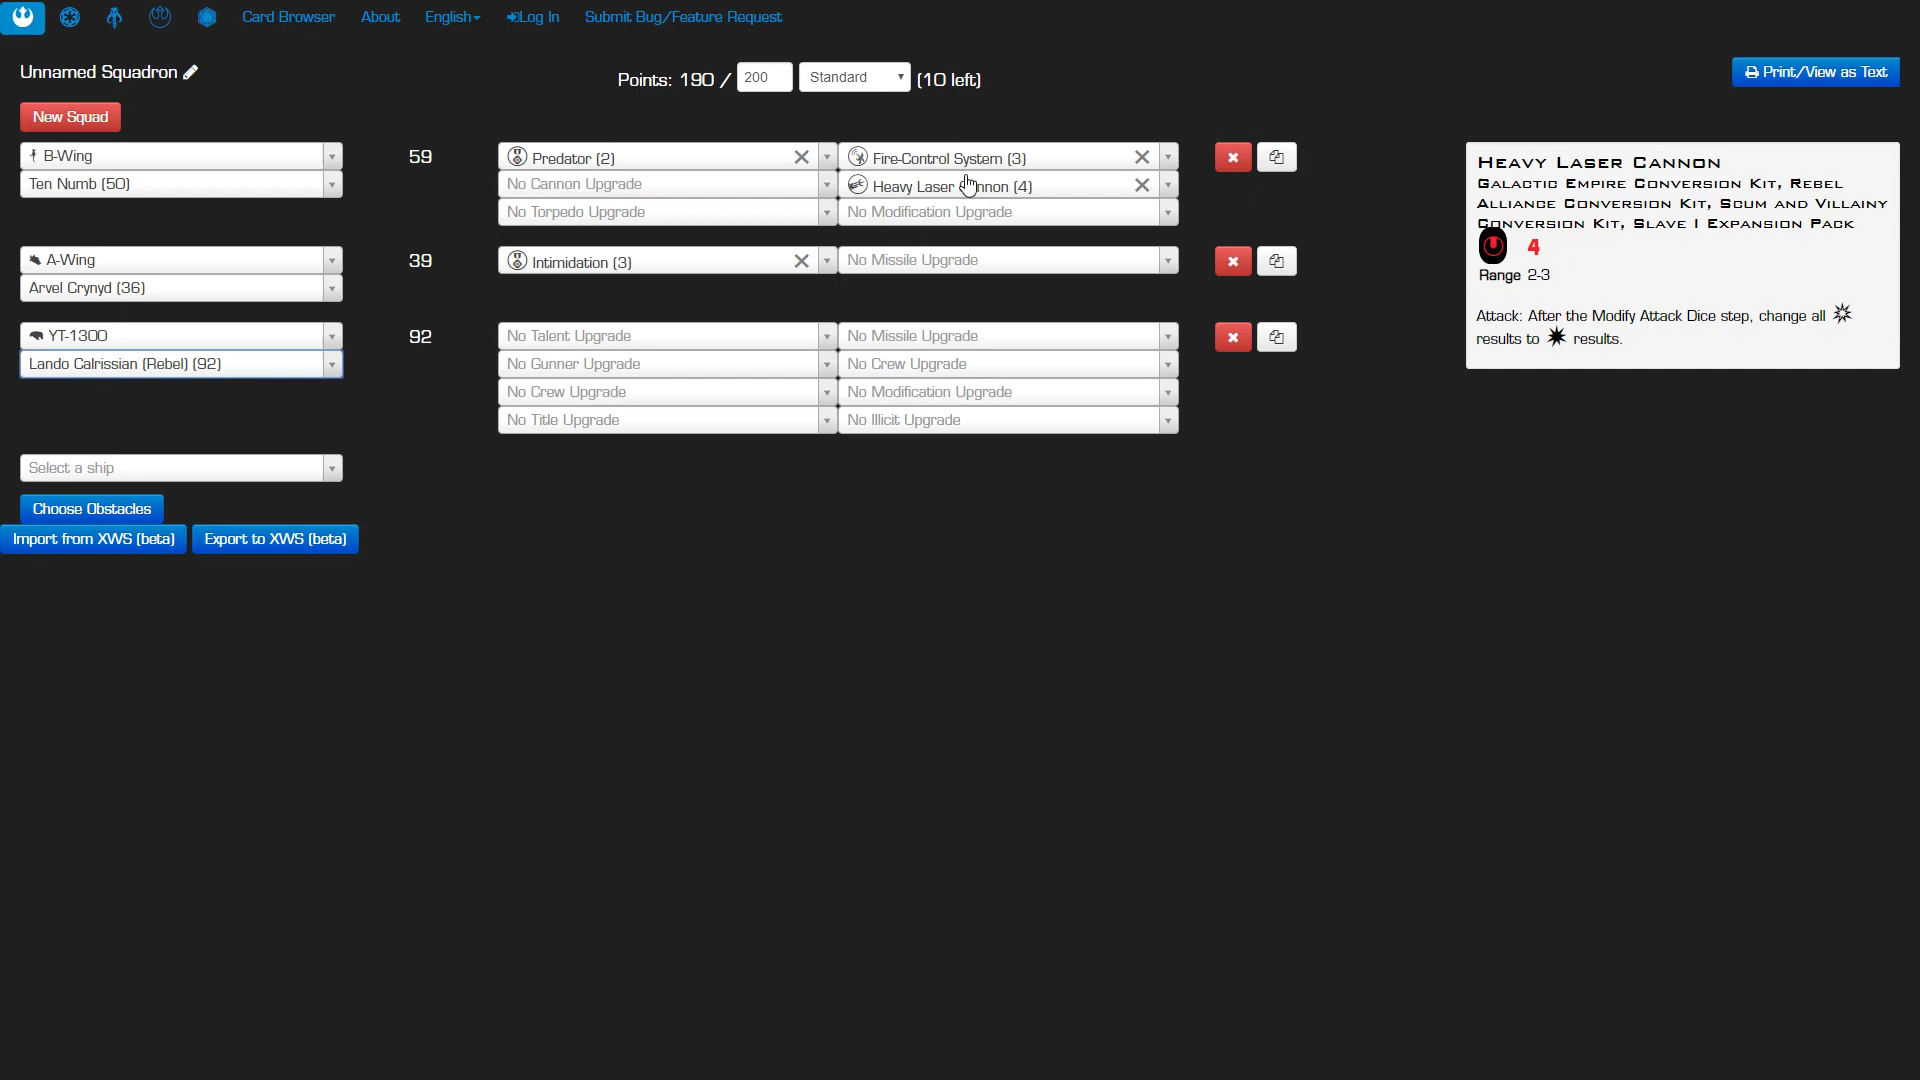 Card Browser About English Log In Submit Bug/Feature Request
Unnamed Squadron
Points: 190 / 200 Standard (10 left)
Print/View as Text
New Squad
B-Wing
59
Predator (2)
Fire-Control System (3)
Ten Numb (50)
No Cannon Upgrade
Heavy Laser Cannon (4)
No Torpedo Upgrade
No Modification Upgrade
A-Wing
39
Intimidation (3)
No Missile Upgrade
Arvel Crynyd (36)
YT-1300
92
No Talent Upgrade
No Missile Upgrade
Lando Calrissian (Rebel) (92)
No Gunner Upgrade
No Crew Upgrade
No Crew Upgrade
No Modification Upgrade
No Title Upgrade
No Illicit Upgrade
Select a ship
Choose Obstacles
Import from XWS (beta)
Export to XWS (beta)
Heavy Laser Cannon
Galactic Empire Conversion Kit, Rebel
Alliance Conversion Kit, Scum and Villainy
Conversion Kit, Slave I Expansion Pack
4
Range 2-3
Attack: After the Modify Attack Dice step, change all
results to results.